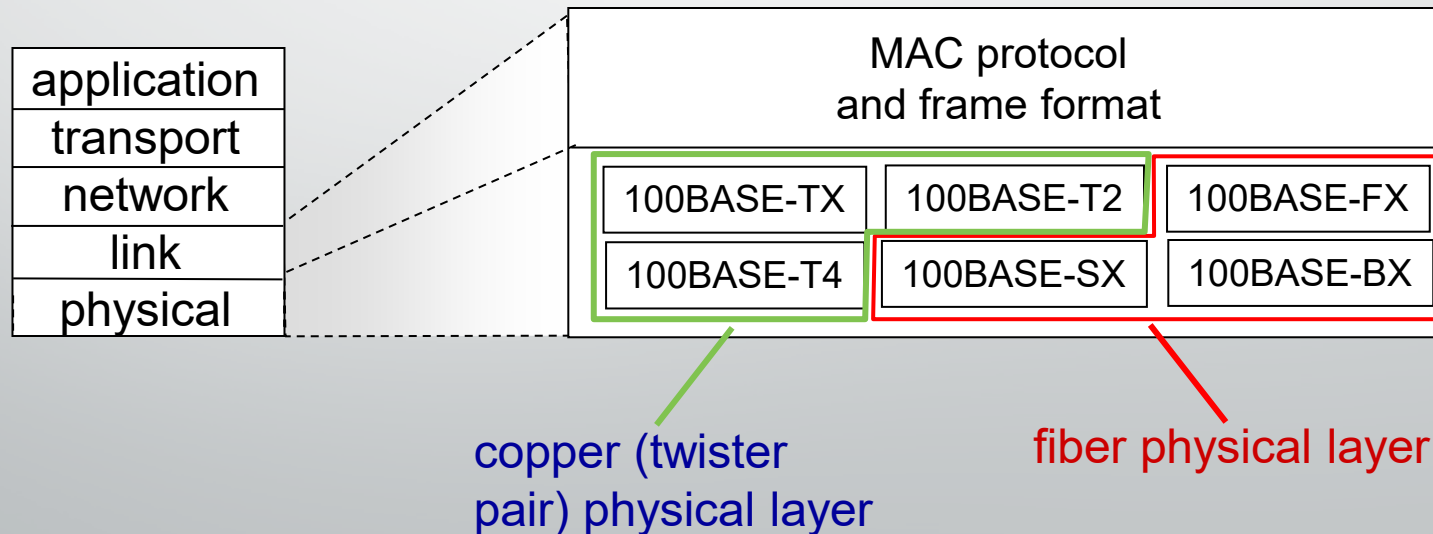 application
transport
network
link
physical
MAC protocol
and frame format
100BASE-TX
100BASE-T2
100BASE-FX
100BASE-T4
100BASE-SX
100BASE-BX
copper (twister
pair) physical layer
fiber physical layer